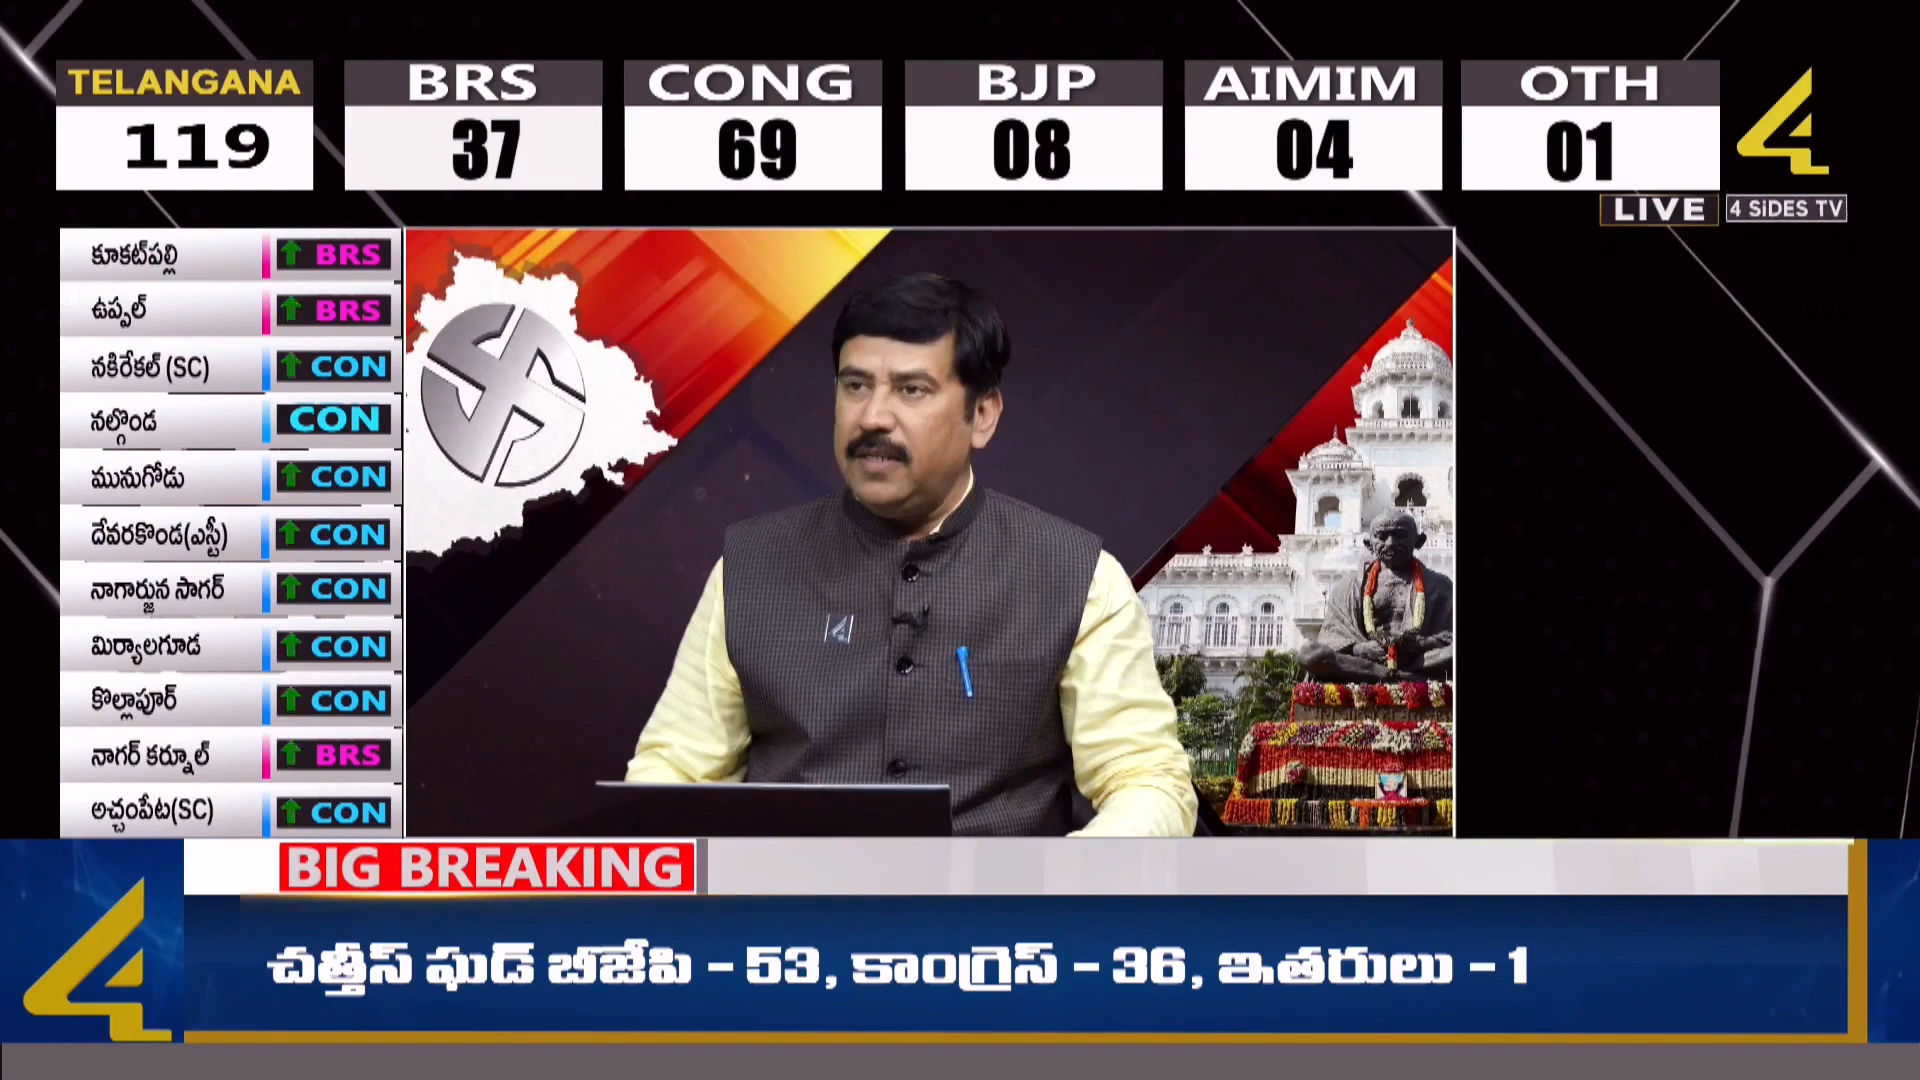 TELANGANA
119
BRS
37
CONG
69
BJP
08
AIMIM
04
OTH
01
4
LIVE
4 SiDES TV
కూకట్‌పల్లి BRS
ఉప్పల్ BRS
నకిరేకల్ (SC) CON
నల్గొండ CON
మునుగోడు CON
దేవరకొండ(ఎస్టీ) CON
నాగార్జున సాగర్ CON
మిర్యాలగూడ CON
కొల్లాపూర్ CON
నాగర్ కర్నూల్ BRS
అచ్చంపేట(SC) CON
BIG BREAKING
4
చత్తీస్ ఘడ్ బీజేపి - 53, కాంగ్రెస్ - 36, ఇతరులు - 1